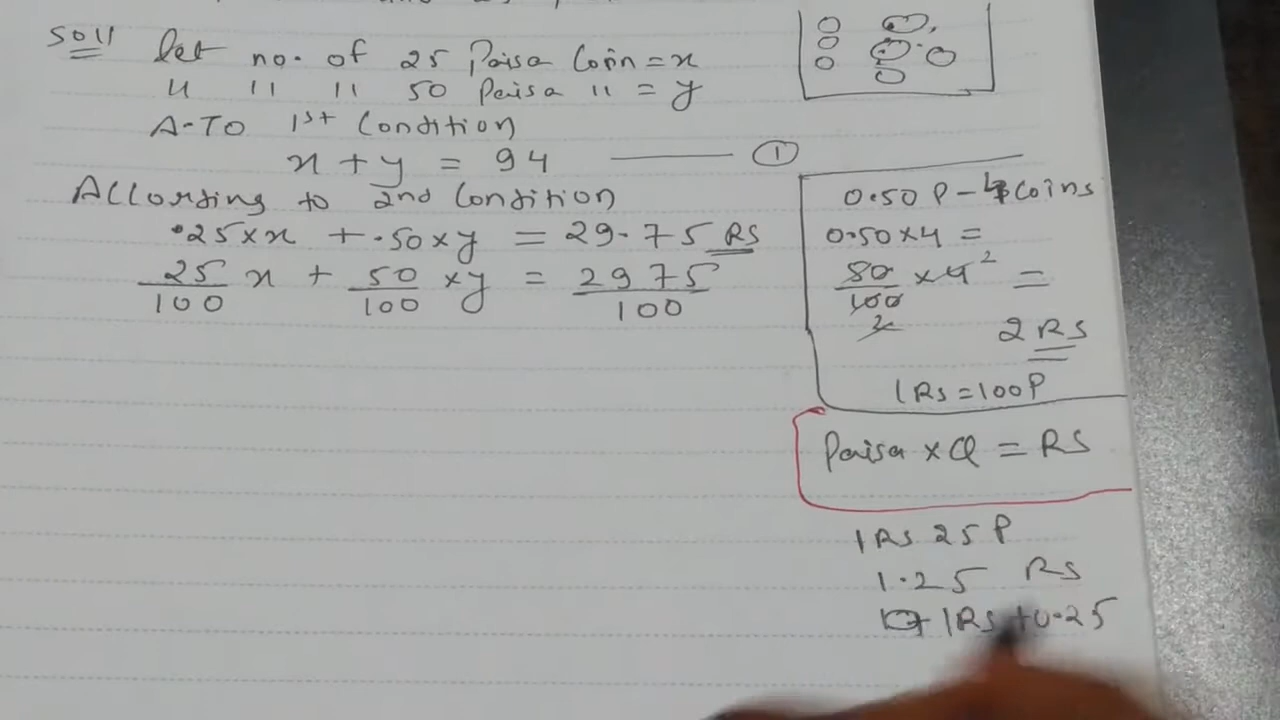 Soll let no. of 25 Paisa Coin = x
" " " 50 Paisa " = y
A-TO 1st Condition
x + y = 94 ——— ①
According to 2nd Condition
.25 × x + .50 × y = 29.75 RS
25/100 x + 50/100 × y = 2975/100
0.50 P - 4 Coins
0.50 × 4 =
50/100 × 4 2 =
2
2 RS
1 RS = 100 P
Paisa × Q = RS
1 RS 25 P
1.25 RS
1 RS + 0.25